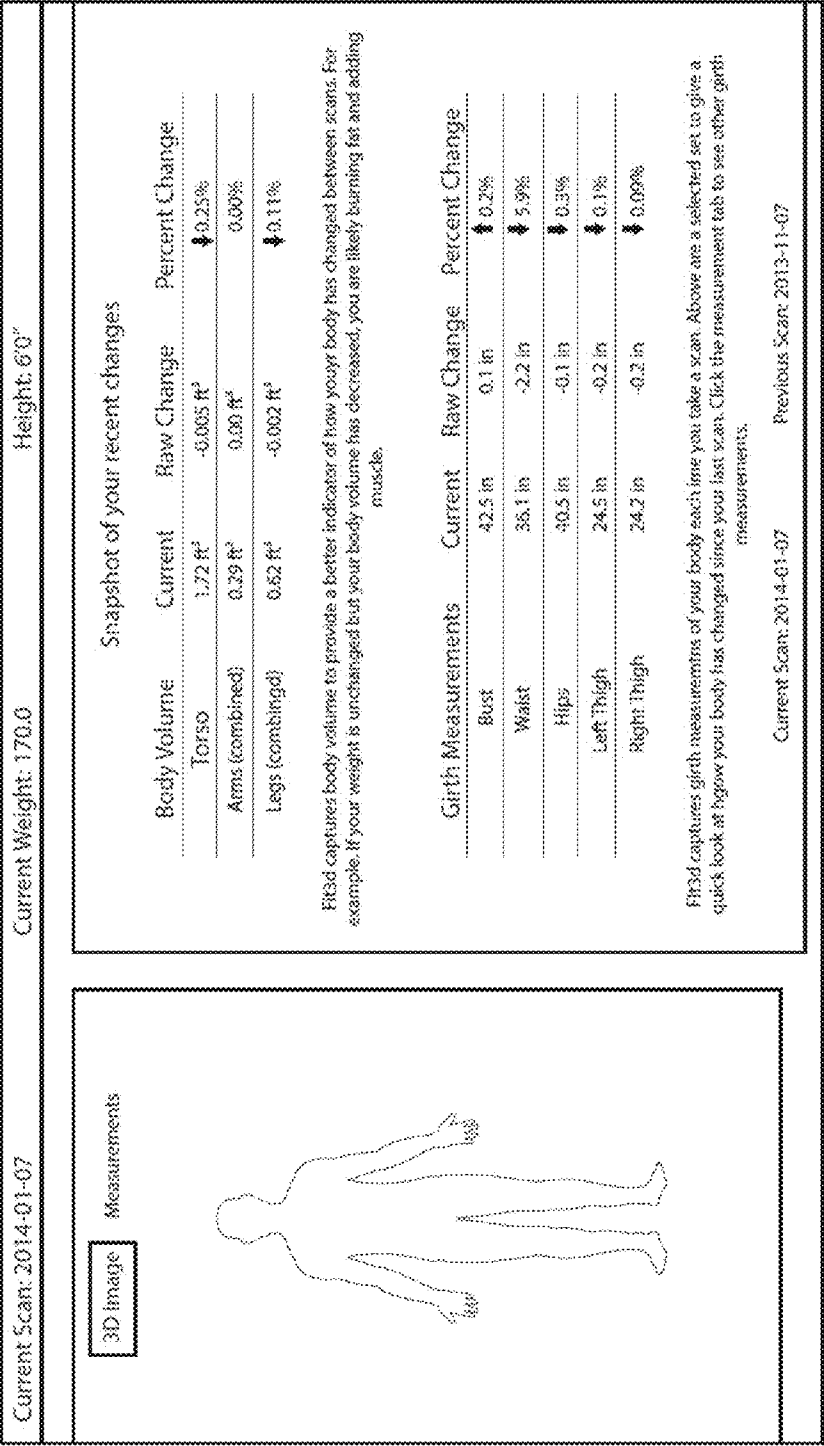 Current Scan: 2014-01-07 Current Weight: 170.0 Height: 6'0"
3D Image Measurements
Snapshot of your recent changes
Body Volume Current Raw Change Percent Change
Torso 1.72 ft³ -0.005 ft³ 0.25%
Arms (combined) 0.29 ft³ 0.00 ft³ 0.00%
Legs (combingd) 0.62 ft³ -0.002 ft³ 0.11%
Fit3d captures body volume to provide a better indicator of how youyr body has changed between scans. For
example. If your weight is unchanged but your body volume has decreased, you are likely burning fat and adding
muscle.
Girth Measurements Current Raw Change Percent Change
Bust 42.5 in 0.1 in 0.2%
Waist 36.1 in -2.2 in 5.9%
Hips 40.5 in -0.1 in 0.3%
Left Thigh 24.5 in -0.2 in 0.1%
Right Thigh 24.2 in -0.2 in 0.09%
Fit3d captures girth measuremtns of your body each ime you take a scan. Above are a selected set to give a
quick look at hgrow your body has changed since your last scan. Click the measurement tab to see other girth
measurements.
Current Scan: 2014-01-07 Previous Scan: 2013-11-07